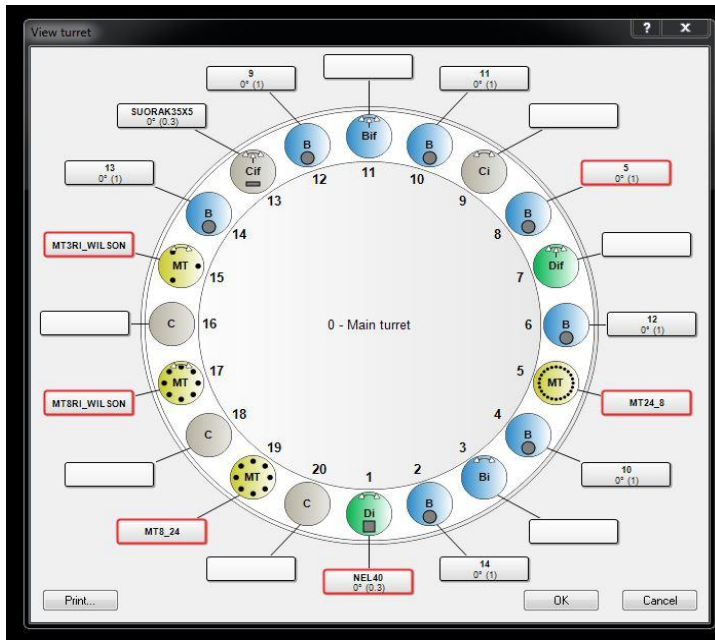 View turret
?
x
9
0° (1)
11
0° (1)
SUORAK35X5
0° (0.3)
13
0° (1)
5
0° (1)
MT3RI_WILSON
12
0° (1)
MT8RI_WILSON
MT24_8
10
0° (1)
MT8_24
14
0° (1)
NEL40
0° (0.3)
B
Bif
B
Cif
Ci
B
B
MT
Dif
C
B
MT
MT
C
B
MT
Bi
C
Di
B
12
11
10
13
9
14
8
15
7
16
0 - Main turret
6
17
5
18
4
19
3
20
1
2
Print...
OK
Cancel